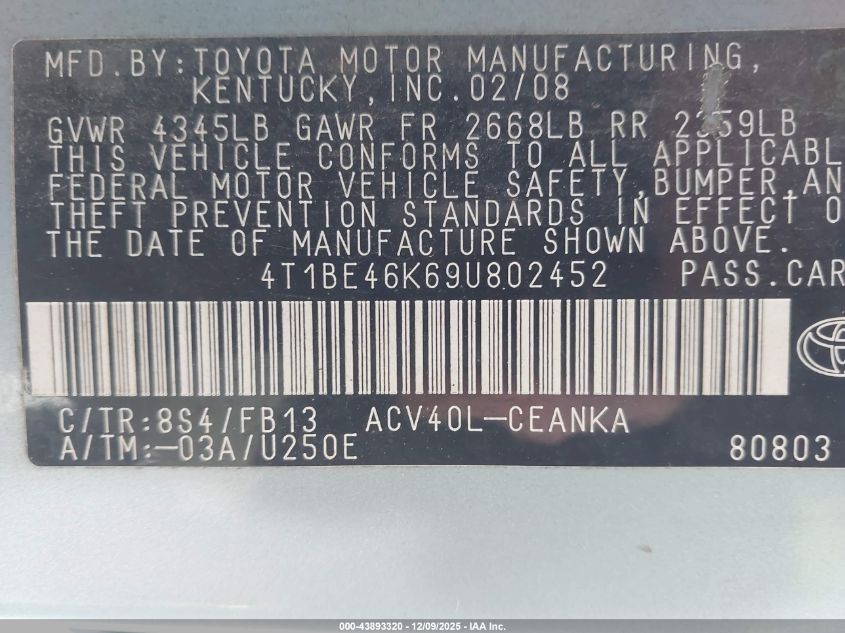 MFD.BY:TOYOTA MOTOR MANUFACTURING,
KENTUCKY,INC.02/08
GVWR 4345LB GAWR FR 2668LB RR 2359LB
THIS VEHICLE CONFORMS TO ALL APPLICABL
FEDERAL MOTOR VEHICLE SAFETY,BUMPER,AN
THEFT PREVENTION STANDARDS IN EFFECT O
THE DATE OF MANUFACTURE SHOWN ABOVE.
4T1BE46K69U802452 PASS.CAR
C/TR:8S4/FB13 ACV40L-CEANKA
A/TM:-03A/U250E 80803
000-43893320 | 12/09/2025 | IAA Inc.